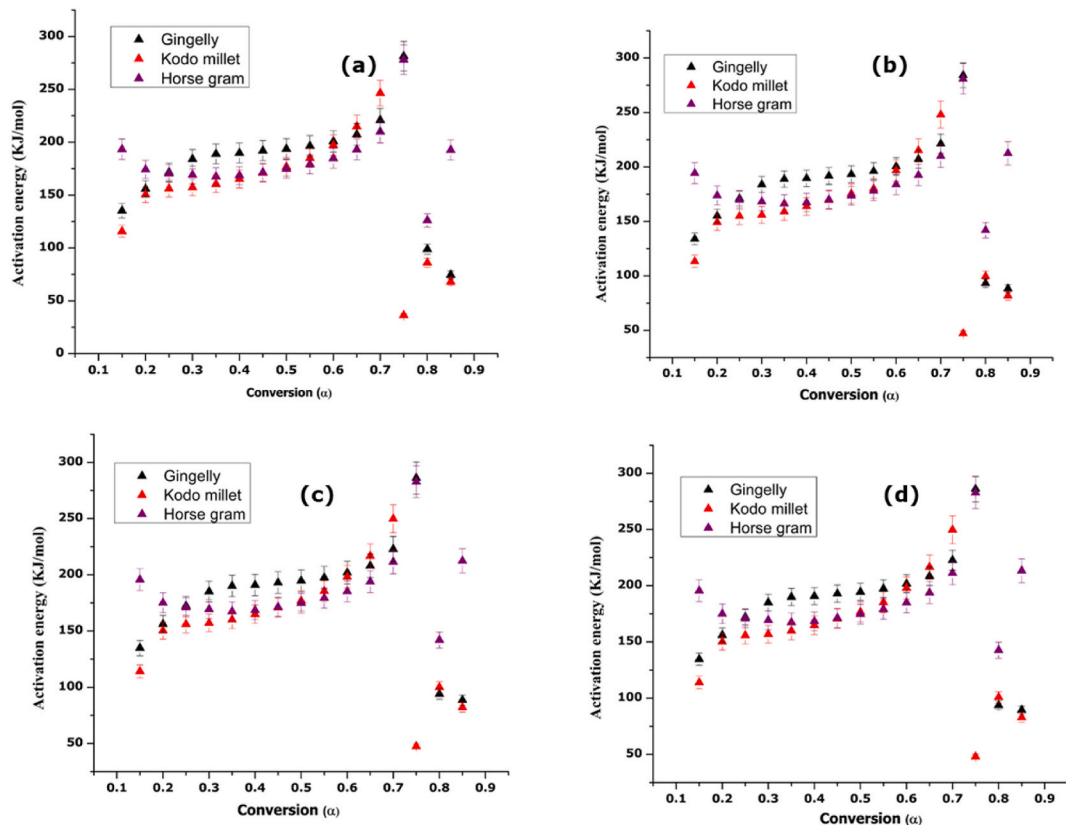 (a)
Gingelly
Kodo millet
Horse gram
Activation energy (KJ/mol)
300
250
200
150
100
50
0
0.1 0.2 0.3 0.4 0.5 0.6 0.7 0.8 0.9
Conversion (α)
(b)
Gingelly
Kodo millet
Horse gram
Activation energy (KJ/mol)
300
250
200
150
100
50
0.1 0.2 0.3 0.4 0.5 0.6 0.7 0.8 0.9
Conversion (α)
(c)
Gingelly
Kodo millet
Horse gram
Activation energy (KJ/mol)
300
250
200
150
100
50
0.1 0.2 0.3 0.4 0.5 0.6 0.7 0.8 0.9
Conversion (α)
(d)
Gingelly
Kodo millet
Horse gram
Activation energy (KJ/mol)
300
250
200
150
100
50
0.1 0.2 0.3 0.4 0.5 0.6 0.7 0.8 0.9
Conversion (α)